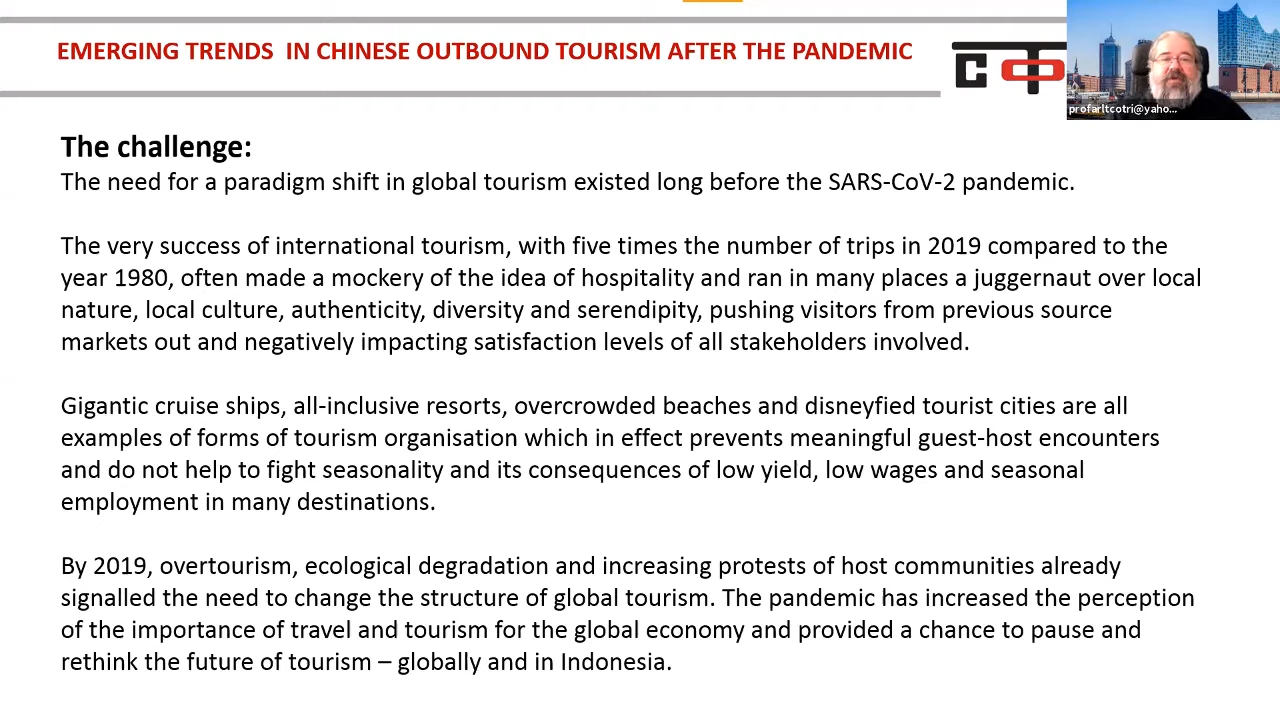 EMERGING TRENDS IN CHINESE OUTBOUND TOURISM AFTER THE PANDEMIC
profarltcotri@yaho...
The challenge:
The need for a paradigm shift in global tourism existed long before the SARS-CoV-2 pandemic.
The very success of international tourism, with five times the number of trips in 2019 compared to the
year 1980, often made a mockery of the idea of hospitality and ran in many places a juggernaut over local
nature, local culture, authenticity, diversity and serendipity, pushing visitors from previous source
markets out and negatively impacting satisfaction levels of all stakeholders involved.
Gigantic cruise ships, all-inclusive resorts, overcrowded beaches and disneyfied tourist cities are all
examples of forms of tourism organisation which in effect prevents meaningful guest-host encounters
and do not help to fight seasonality and its consequences of low yield, low wages and seasonal
employment in many destinations.
By 2019, overtourism, ecological degradation and increasing protests of host communities already
signalled the need to change the structure of global tourism. The pandemic has increased the perception
of the importance of travel and tourism for the global economy and provided a chance to pause and
rethink the future of tourism – globally and in Indonesia.